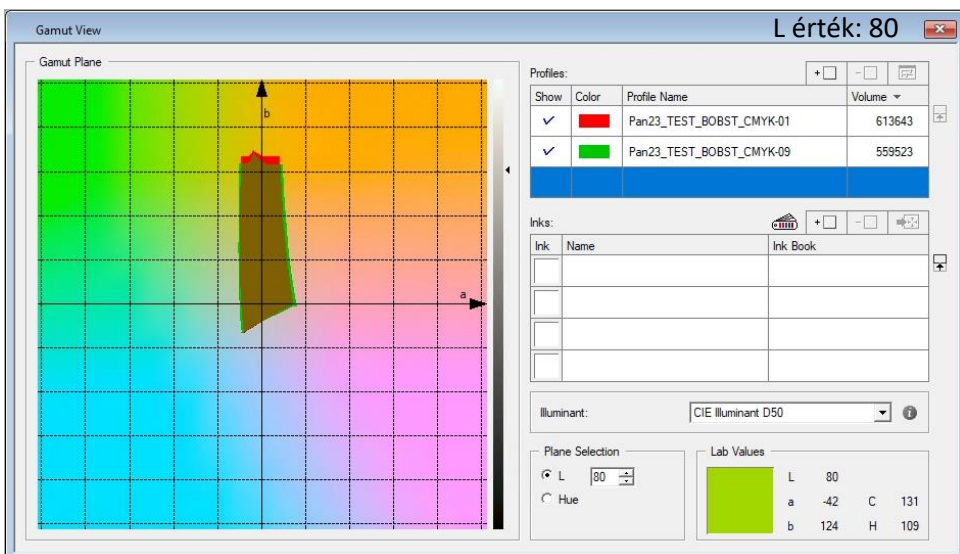 Gamut View
L érték: 80
Gamut Plane
b
a
Profiles:
Show Color Profile Name Volume
Pan23_TEST_BOBST_CMYK-01 613643
Pan23_TEST_BOBST_CMYK-09 559523
Inks:
Ink Name Ink Book
Illuminant: CIE Illuminant D50
Plane Selection
L 80
Hue
Lab Values
L 80
a -42 C 131
b 124 H 109